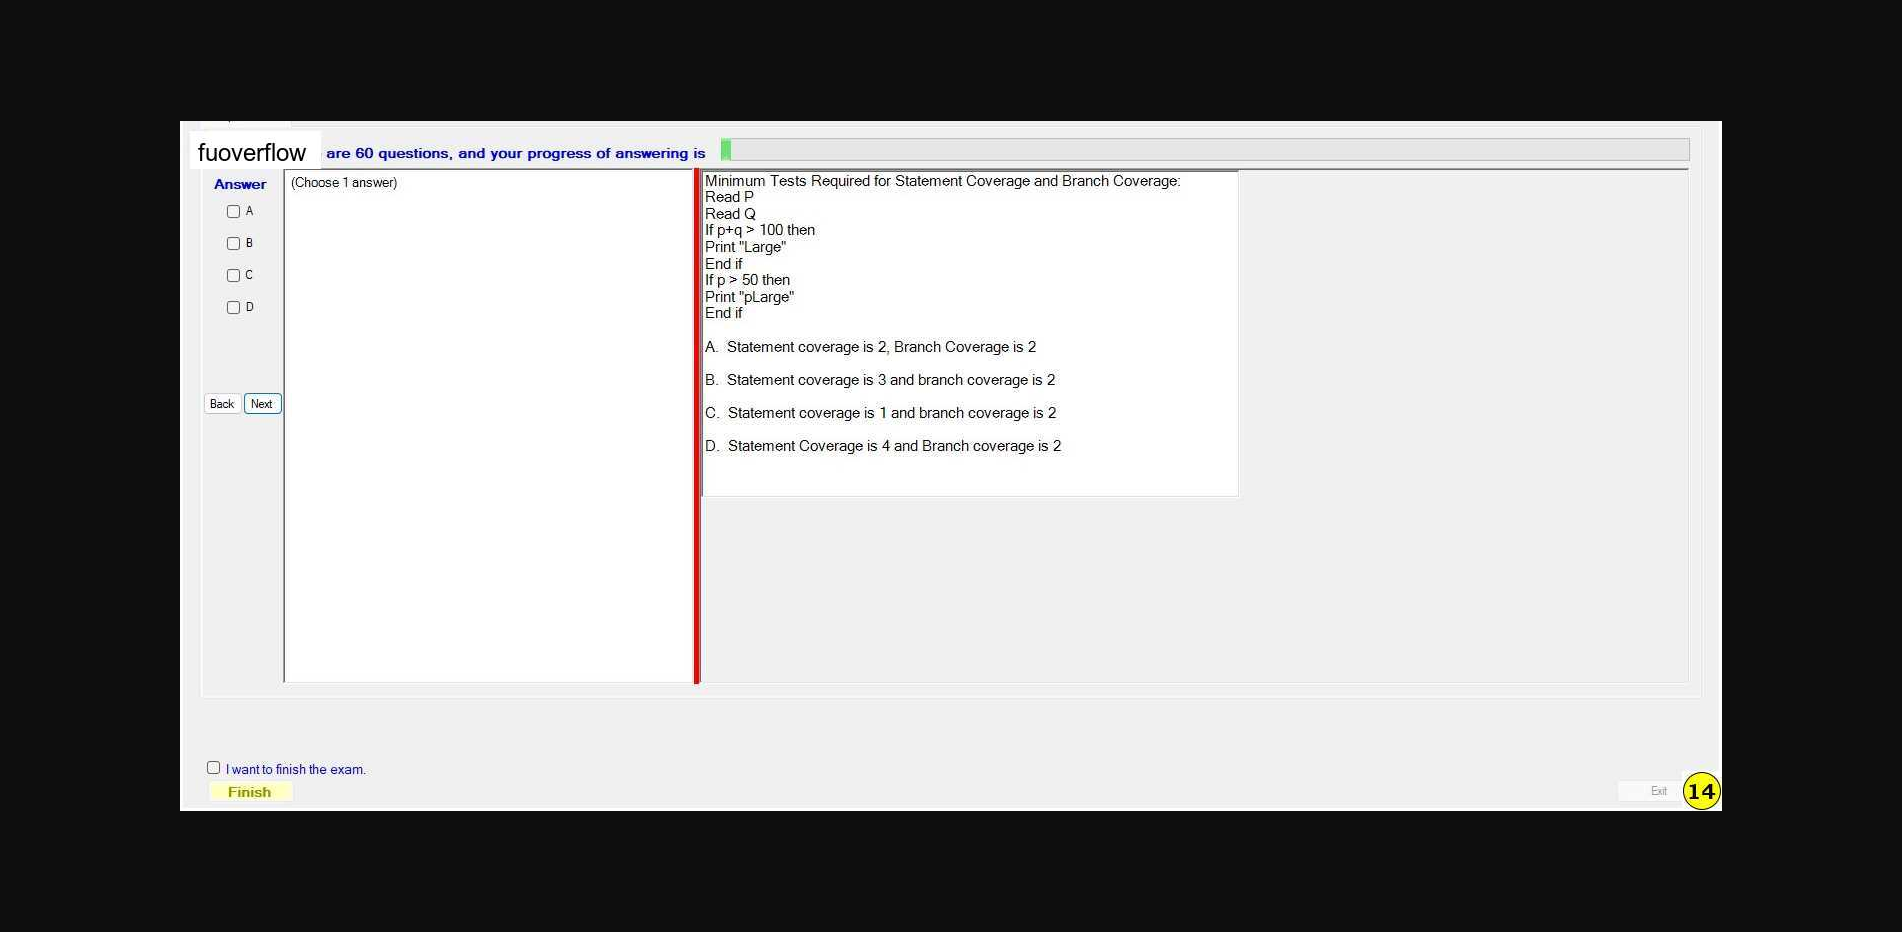 fuoverflow are 60 questions, and your progress of answering is
Answer
A
B
C
D
Back Next
(Choose 1 answer)
Minimum Tests Required for Statement Coverage and Branch Coverage:
Read P
Read Q
If p+q > 100 then
Print "Large"
End if
If p > 50 then
Print "pLarge"
End if
A. Statement coverage is 2, Branch Coverage is 2
B. Statement coverage is 3 and branch coverage is 2
C. Statement coverage is 1 and branch coverage is 2
D. Statement Coverage is 4 and Branch coverage is 2
I want to finish the exam.
Finish
Exit
14